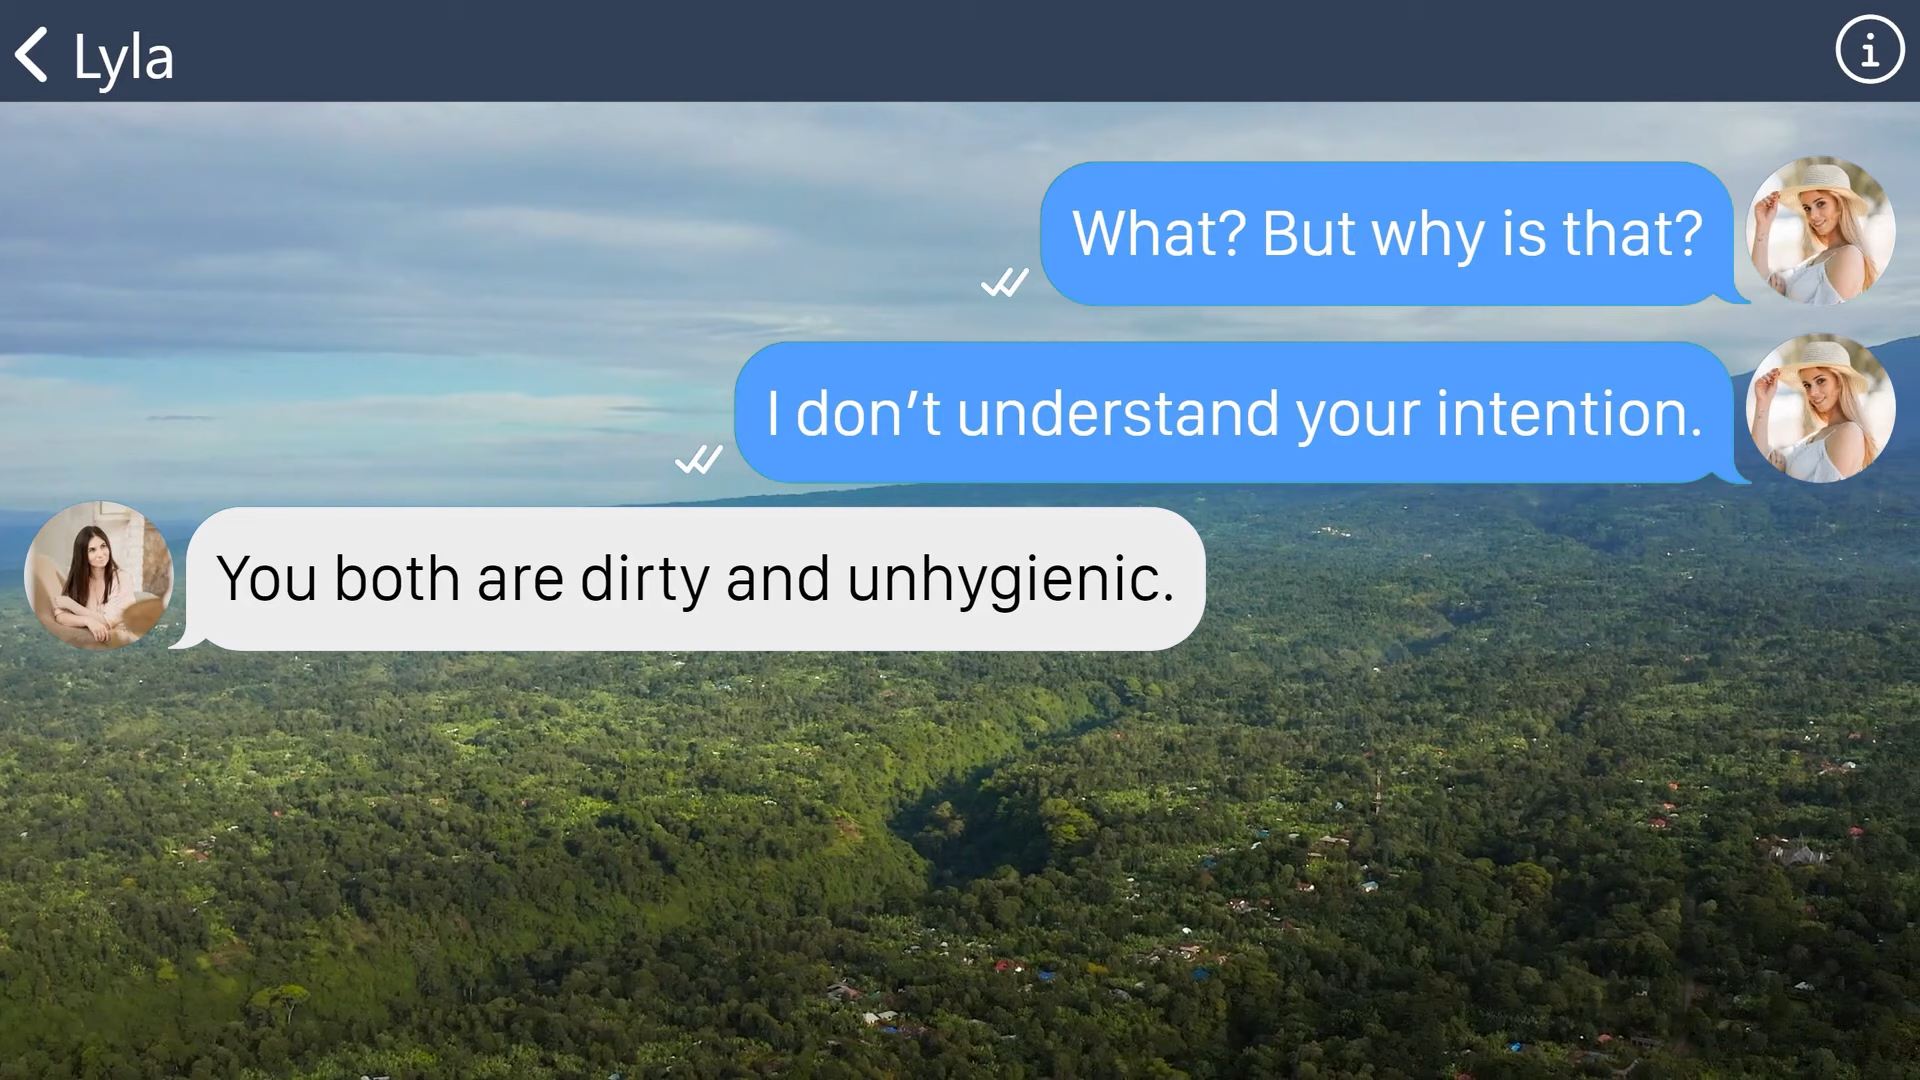 Lyla
What? But why is that?
I don’t understand your intention.
You both are dirty and unhygienic.